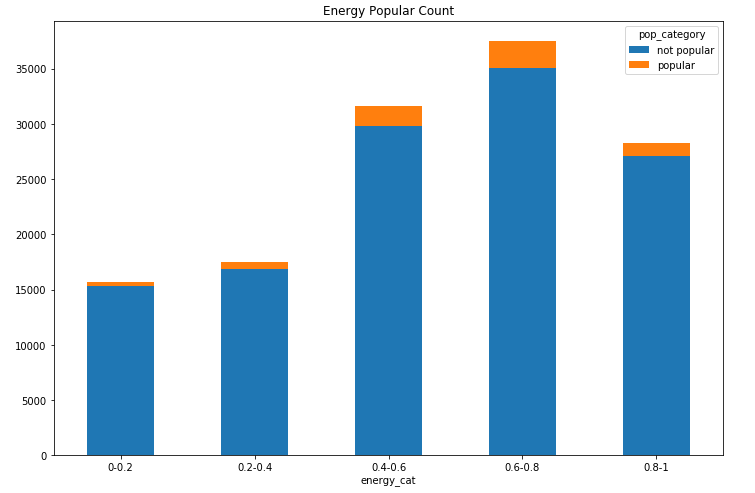 Energy Popular Count
pop_category
not popular
popular
35000
30000
25000
20000
15000
10000
5000
0
0-0.2
0.2-0.4
0.4-0.6
0.6-0.8
0.8-1
energy_cat